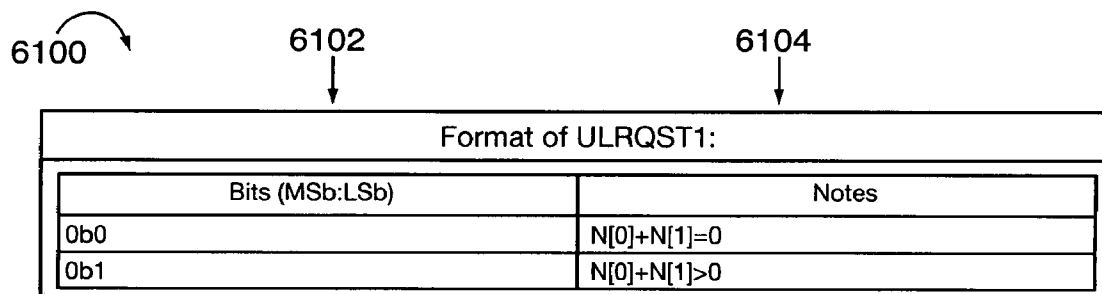 6100 6102 6104
Format of ULRQST1:
Bits (MSb:LSb) Notes
0b0 N[0]+N[1]=0
0b1 N[0]+N[1]>0